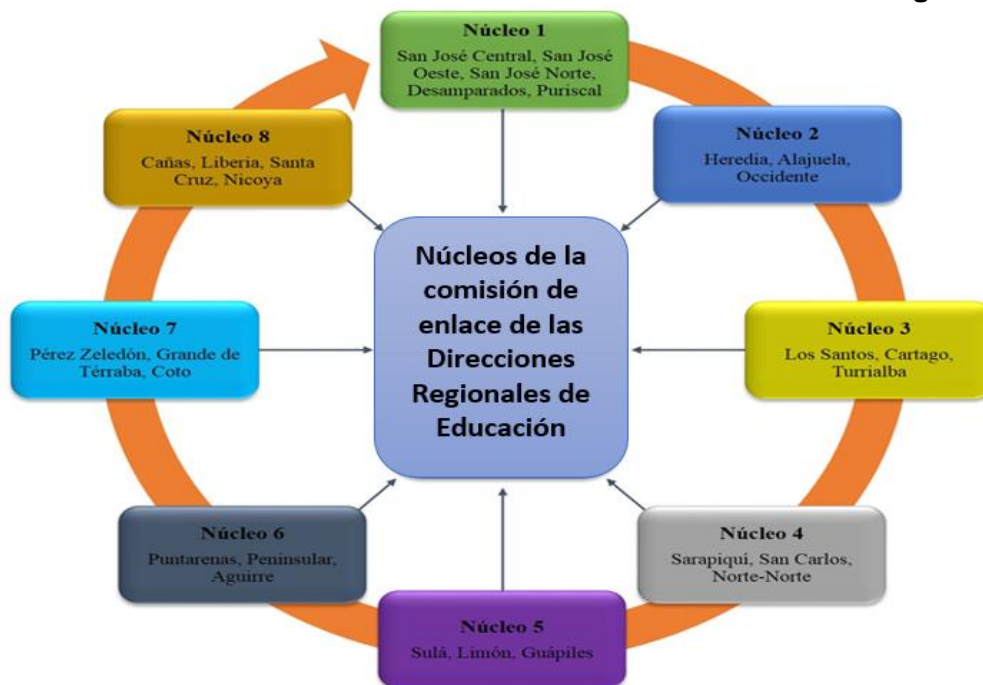 Núcleo 1
San José Central, San José
Oeste, San José Norte,
Desamparados, Puriscal
Núcleo 2
Heredia, Alajuela,
Occidente
Núcleo 3
Los Santos, Cartago,
Turrialba
Núcleo 4
Sarapiquí, San Carlos,
Norte-Norte
Núcleo 5
Sulá, Limón, Guápiles
Núcleo 6
Puntarenas, Peninsular,
Aguirre
Núcleo 7
Pérez Zeledón, Grande de
Térraba, Coto
Núcleo 8
Cañas, Liberia, Santa
Cruz, Nicoya
Núcleos de la
comisión de
enlace de las
Direcciones
Regionales de
Educación